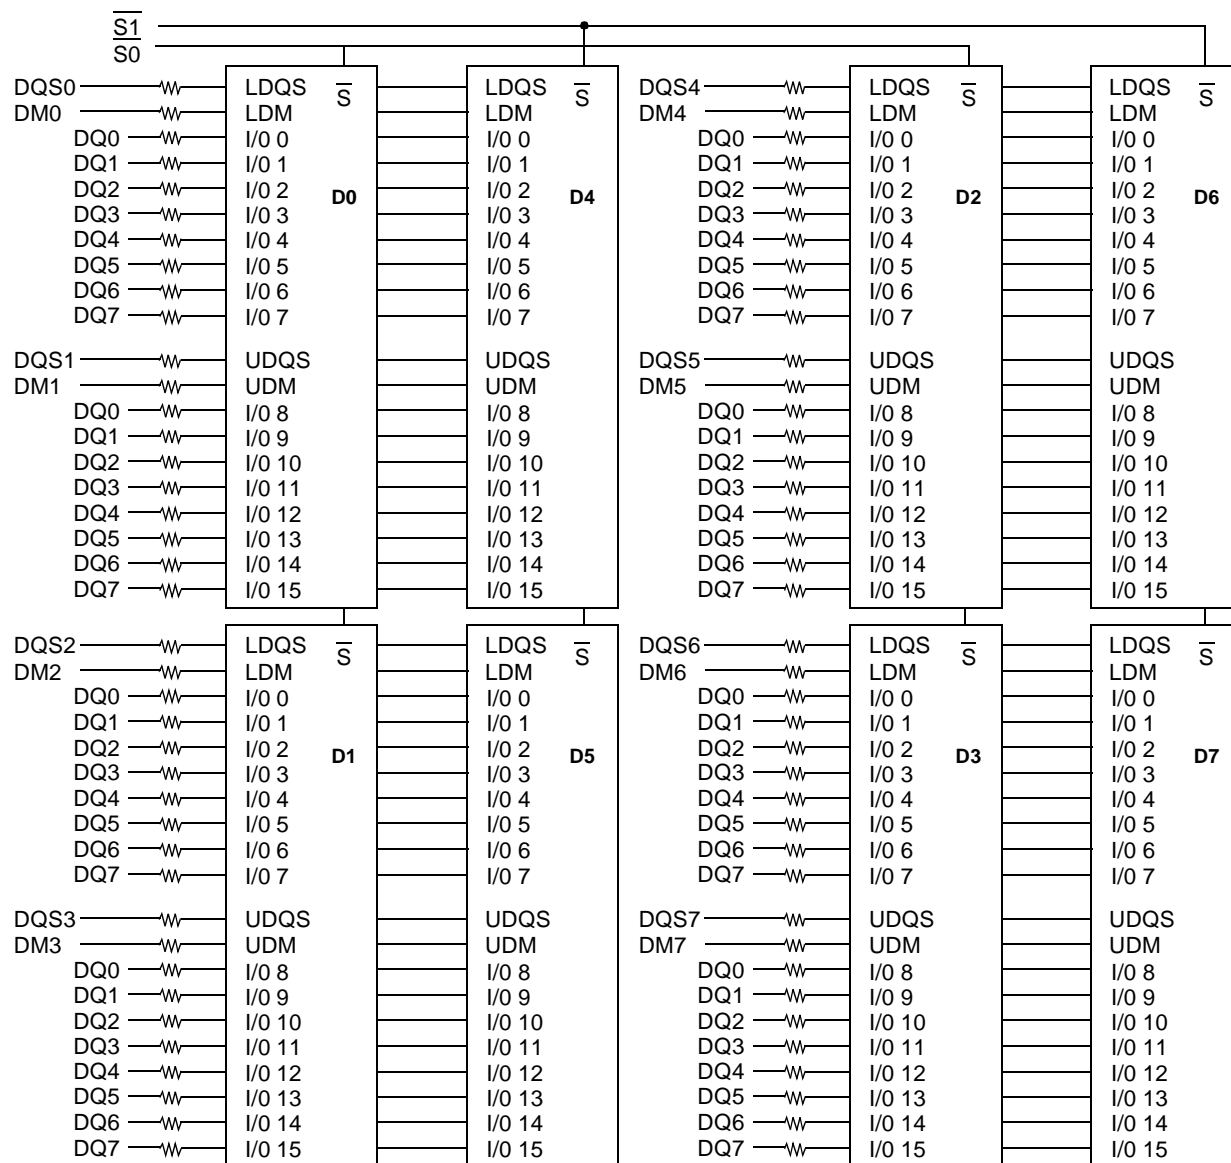 S1
S0
DQS0 LDQS S LDQS S DQS4 LDQS S LDQS S
DM0 LDM LDM DM4 LDM LDM
DQ0 I/0 0 I/0 0 DQ0 I/0 0 I/0 0
DQ1 I/0 1 I/0 1 DQ1 I/0 1 I/0 1
DQ2 I/0 2 D0 I/0 2 D4 DQ2 I/0 2 D2 I/0 2 D6
DQ3 I/0 3 I/0 3 DQ3 I/0 3 I/0 3
DQ4 I/0 4 I/0 4 DQ4 I/0 4 I/0 4
DQ5 I/0 5 I/0 5 DQ5 I/0 5 I/0 5
DQ6 I/0 6 I/0 6 DQ6 I/0 6 I/0 6
DQ7 I/0 7 I/0 7 DQ7 I/0 7 I/0 7
DQS1 UDQS UDQS DQS5 UDQS UDQS
DM1 UDM UDM DM5 UDM UDM
DQ0 I/0 8 I/0 8 DQ0 I/0 8 I/0 8
DQ1 I/0 9 I/0 9 DQ1 I/0 9 I/0 9
DQ2 I/0 10 I/0 10 DQ2 I/0 10 I/0 10
DQ3 I/0 11 I/0 11 DQ3 I/0 11 I/0 11
DQ4 I/0 12 I/0 12 DQ4 I/0 12 I/0 12
DQ5 I/0 13 I/0 13 DQ5 I/0 13 I/0 13
DQ6 I/0 14 I/0 14 DQ6 I/0 14 I/0 14
DQ7 I/0 15 I/0 15 DQ7 I/0 15 I/0 15
DQS2 LDQS S LDQS S DQS6 LDQS S LDQS S
DM2 LDM LDM DM6 LDM LDM
DQ0 I/0 0 I/0 0 DQ0 I/0 0 I/0 0
DQ1 I/0 1 I/0 1 DQ1 I/0 1 I/0 1
DQ2 I/0 2 D1 I/0 2 D5 DQ2 I/0 2 D3 I/0 2 D7
DQ3 I/0 3 I/0 3 DQ3 I/0 3 I/0 3
DQ4 I/0 4 I/0 4 DQ4 I/0 4 I/0 4
DQ5 I/0 5 I/0 5 DQ5 I/0 5 I/0 5
DQ6 I/0 6 I/0 6 DQ6 I/0 6 I/0 6
DQ7 I/0 7 I/0 7 DQ7 I/0 7 I/0 7
DQS3 UDQS UDQS DQS7 UDQS UDQS
DM3 UDM UDM DM7 UDM UDM
DQ0 I/0 8 I/0 8 DQ0 I/0 8 I/0 8
DQ1 I/0 9 I/0 9 DQ1 I/0 9 I/0 9
DQ2 I/0 10 I/0 10 DQ2 I/0 10 I/0 10
DQ3 I/0 11 I/0 11 DQ3 I/0 11 I/0 11
DQ4 I/0 12 I/0 12 DQ4 I/0 12 I/0 12
DQ5 I/0 13 I/0 13 DQ5 I/0 13 I/0 13
DQ6 I/0 14 I/0 14 DQ6 I/0 14 I/0 14
DQ7 I/0 15 I/0 15 DQ7 I/0 15 I/0 15